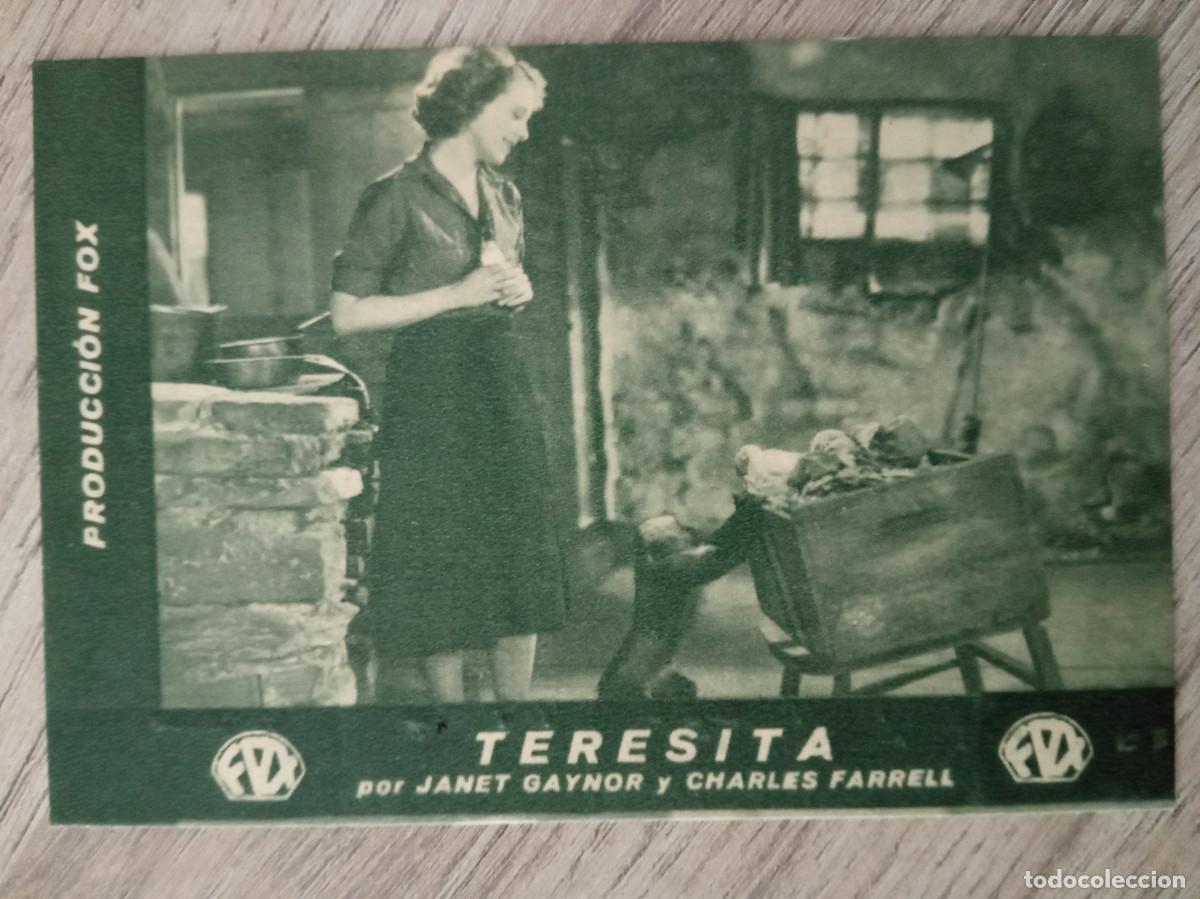 PRODUCCIÓN FOX
TERESITA
por JANET GAYNOR y CHARLES FARRELL
FOX
FOX
todocoleccion